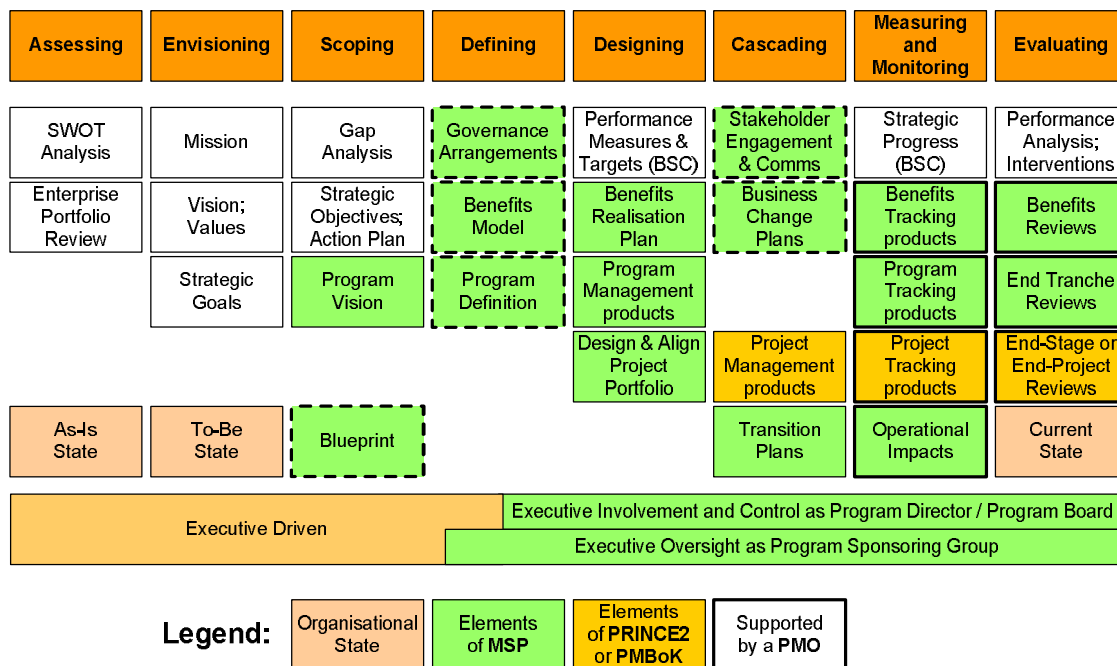 Assessing
Envisioning
Scoping
Defining
Designing
Cascading
Measuring
and
Monitoring
Evaluating
SWOT
Analysis
Mission
Gap
Analysis
Governance
Arrangements
Performance
Measures &
Targets (BSC)
Stakeholder
Engagement
& Comms
Strategic
Progress
(BSC)
Performance
Analysis;
Interventions
Enterprise
Portfolio
Review
Vision;
Values
Strategic
Objectives;
Action Plan
Benefits
Model
Benefits
Realisation
Plan
Business
Change
Plans
Benefits
Tracking
products
Benefits
Reviews
Strategic
Goals
Program
Vision
Program
Definition
Program
Management
products
Program
Tracking
products
End Tranche
Reviews
Design & Align
Project
Portfolio
Project
Management
products
Project
Tracking
products
End-Stage or
End-Project
Reviews
As-Is
State
To-Be
State
Blueprint
Transition
Plans
Operational
Impacts
Current
State
Executive Driven
Executive Involvement and Control as Program Director / Program Board
Executive Oversight as Program Sponsoring Group
Legend:
Organisational
State
Elements
of MSP
Elements
of PRINCE2
or PMBoK
Supported
by a PMO